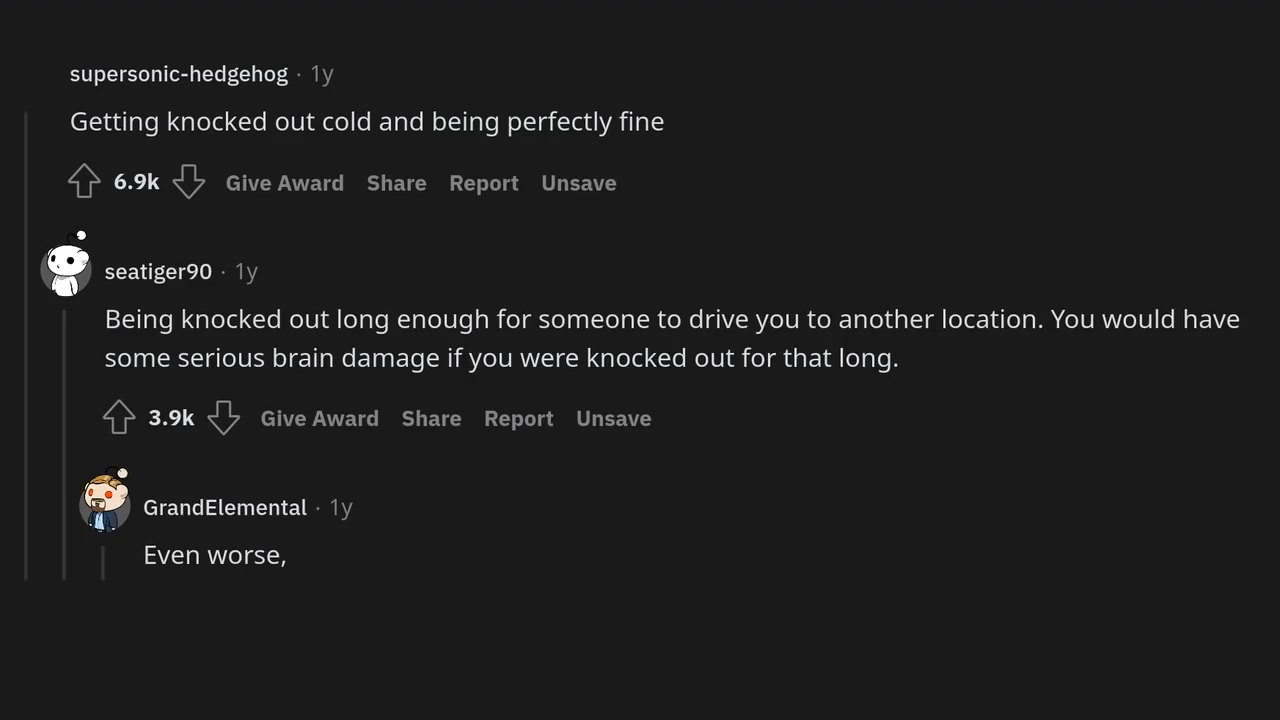 supersonic-hedgehog · 1y
Getting knocked out cold and being perfectly fine
6.9k Give Award Share Report Unsave
seatiger90 · 1y
Being knocked out long enough for someone to drive you to another location. You would have
some serious brain damage if you were knocked out for that long.
3.9k Give Award Share Report Unsave
GrandElemental · 1y
Even worse,